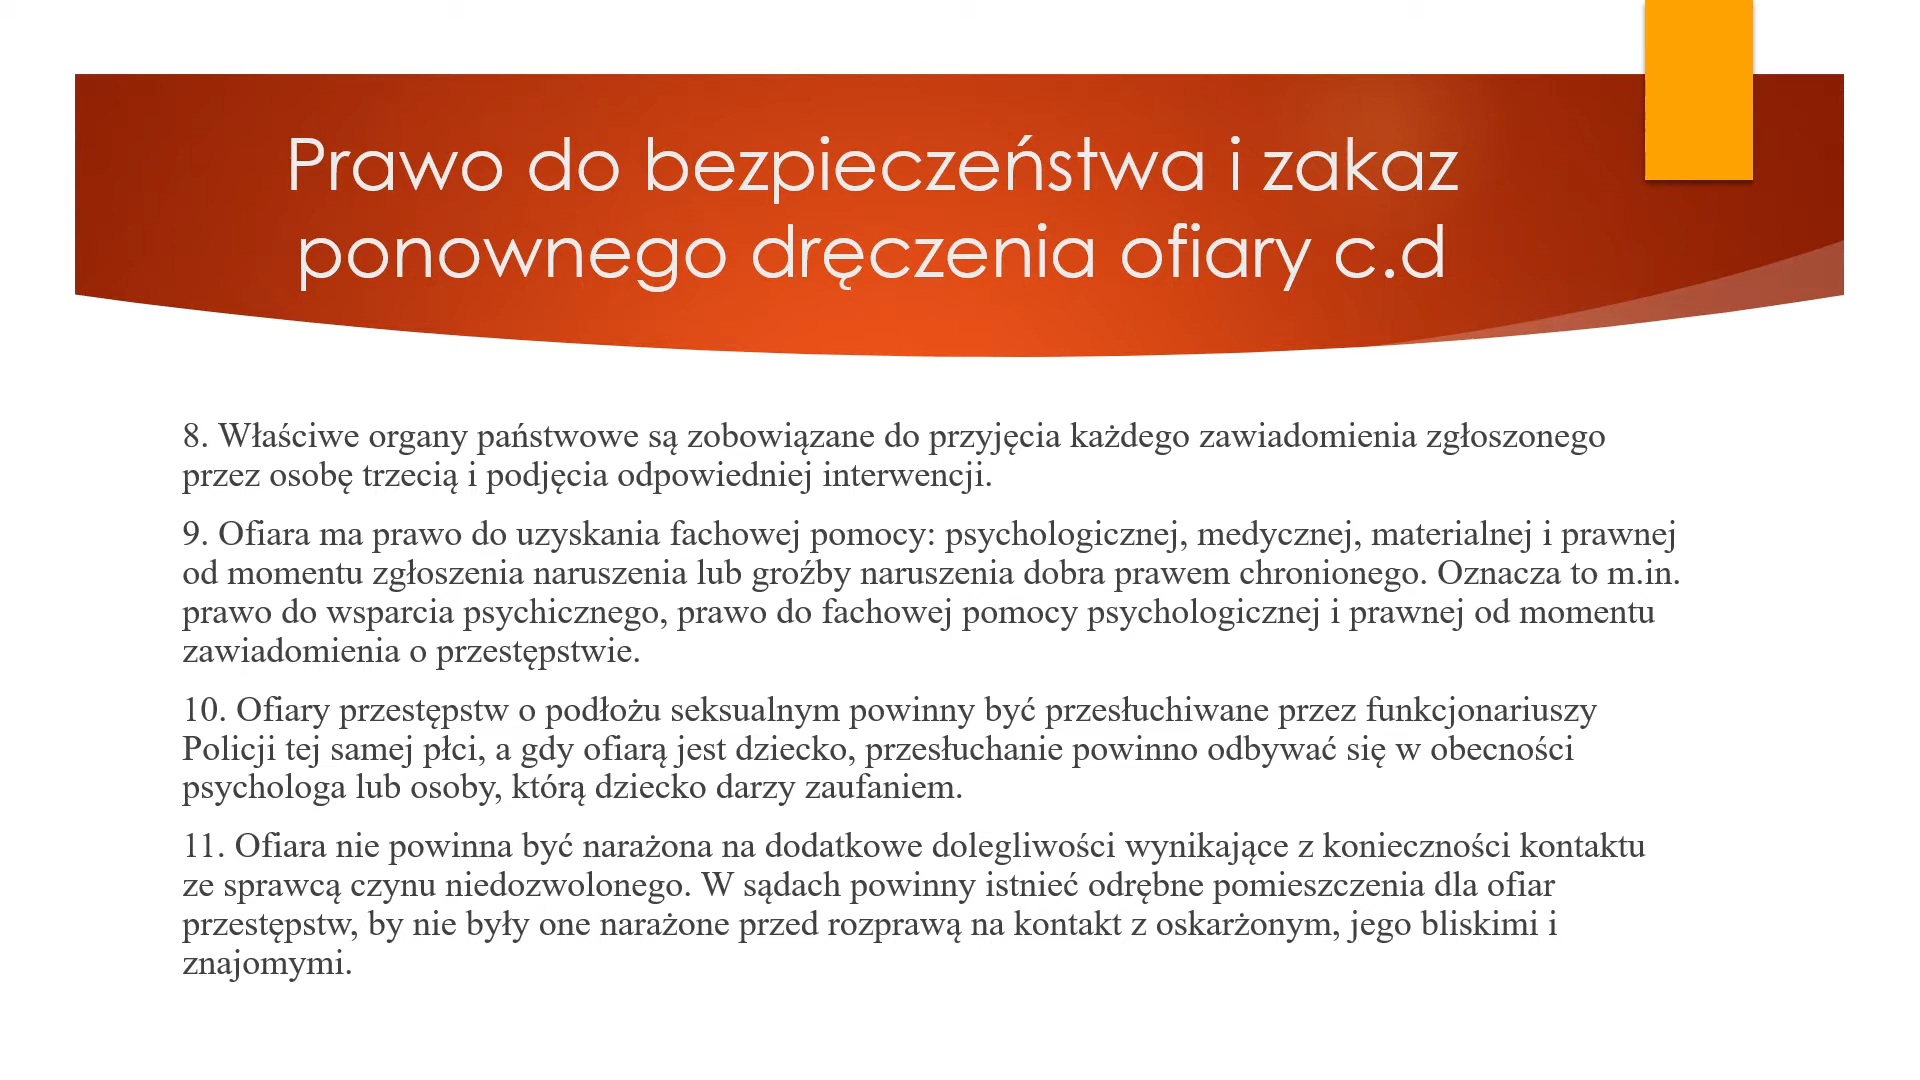 Prawo do bezpieczeństwa i zakaz
ponownego dręczenia ofiary c.d
8. Właściwe organy państwowe są zobowiązane do przyjęcia każdego zawiadomienia zgłoszonego
przez osobę trzecią i podjęcia odpowiedniej interwencji.
9. Ofiara ma prawo do uzyskania fachowej pomocy: psychologicznej, medycznej, materialnej i prawnej
od momentu zgłoszenia naruszenia lub groźby naruszenia dobra prawem chronionego. Oznacza to m.in.
prawo do wsparcia psychicznego, prawo do fachowej pomocy psychologicznej i prawnej od momentu
zawiadomienia o przestępstwie.
10. Ofiary przestępstw o podłożu seksualnym powinny być przesłuchiwane przez funkcjonariuszy
Policji tej samej płci, a gdy ofiarą jest dziecko, przesłuchanie powinno odbywać się w obecności
psychologa lub osoby, którą dziecko darzy zaufaniem.
11. Ofiara nie powinna być narażona na dodatkowe dolegliwości wynikające z konieczności kontaktu
ze sprawcą czynu niedozwolonego. W sądach powinny istnieć odrębne pomieszczenia dla ofiar
przestępstw, by nie były one narażone przed rozprawą na kontakt z oskarżonym, jego bliskimi i
znajomymi.